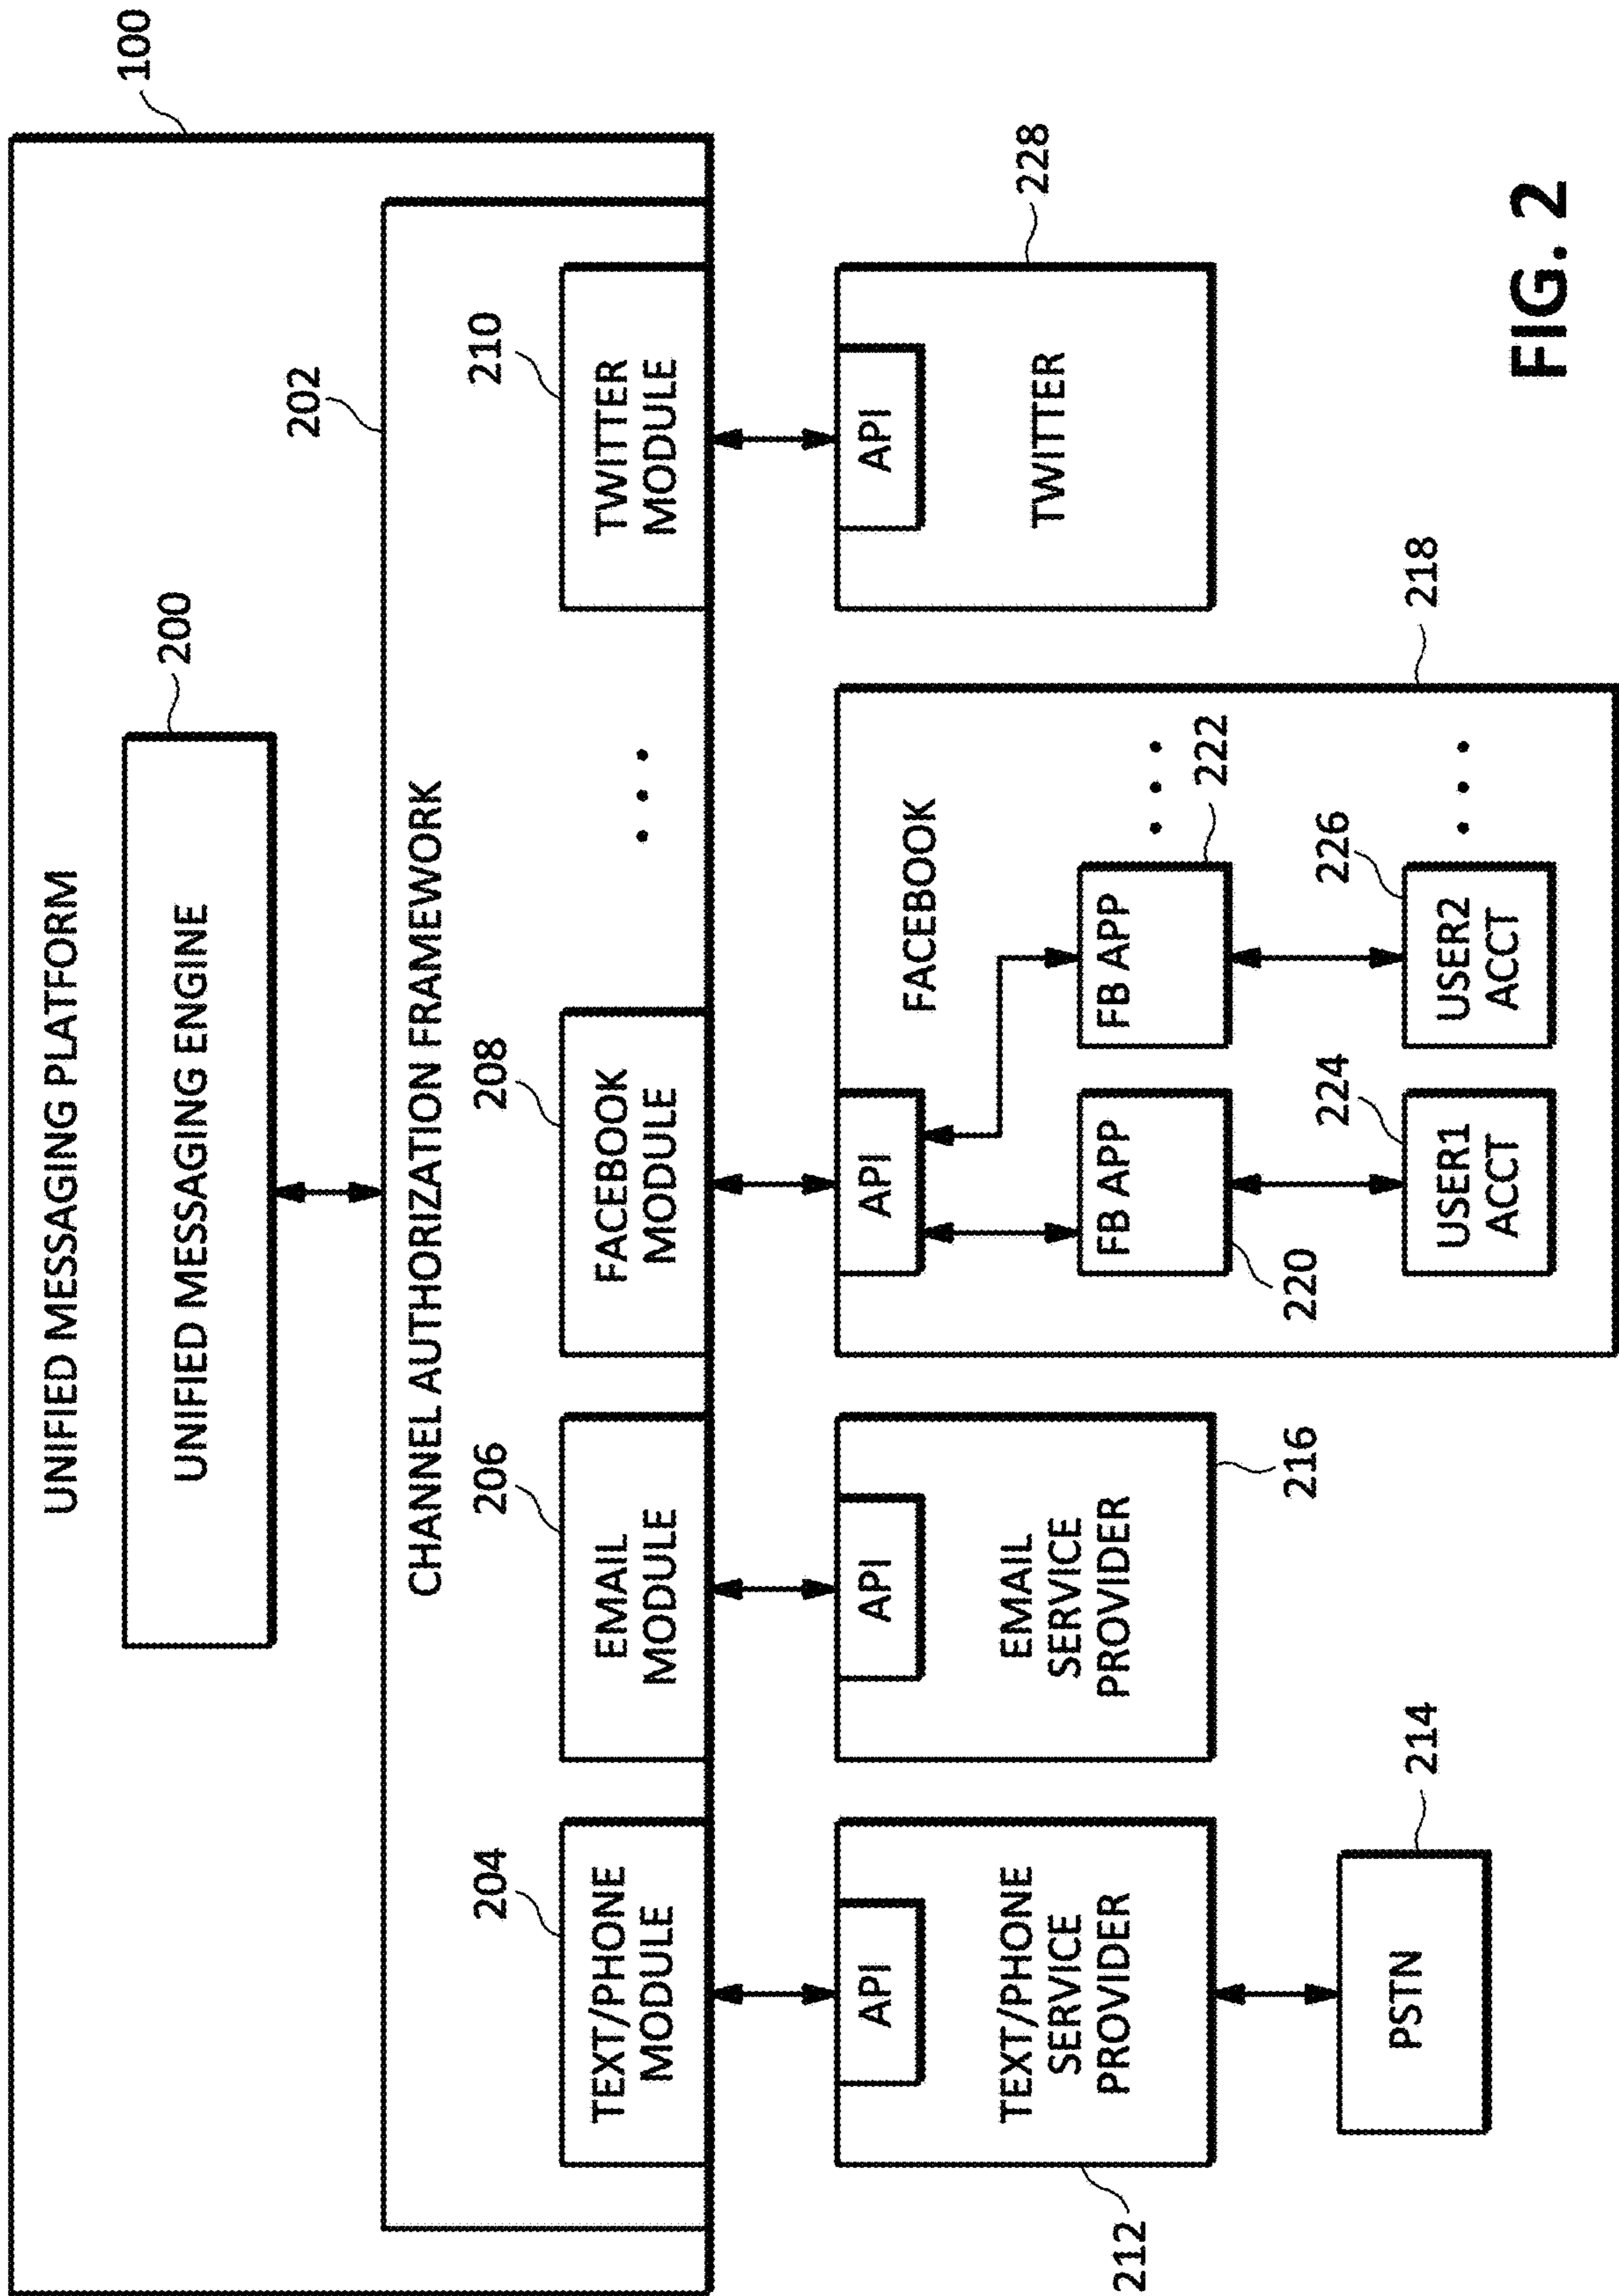 UNIFIED MESSAGING PLATFORM
100
UNIFIED MESSAGING ENGINE
200
202
CHANNEL AUTHORIZATION FRAMEWORK
204
206
208
210
TEXT/PHONE
MODULE
EMAIL
MODULE
FACEBOOK
MODULE
TWITTER
MODULE
API
TEXT/PHONE
SERVICE
PROVIDER
212
API
EMAIL
SERVICE
PROVIDER
216
API
FACEBOOK
218
FB APP
220
FB APP
222
USER1
ACCT
224
USER2
ACCT
226
API
TWITTER
228
PSTN
214
FIG. 2